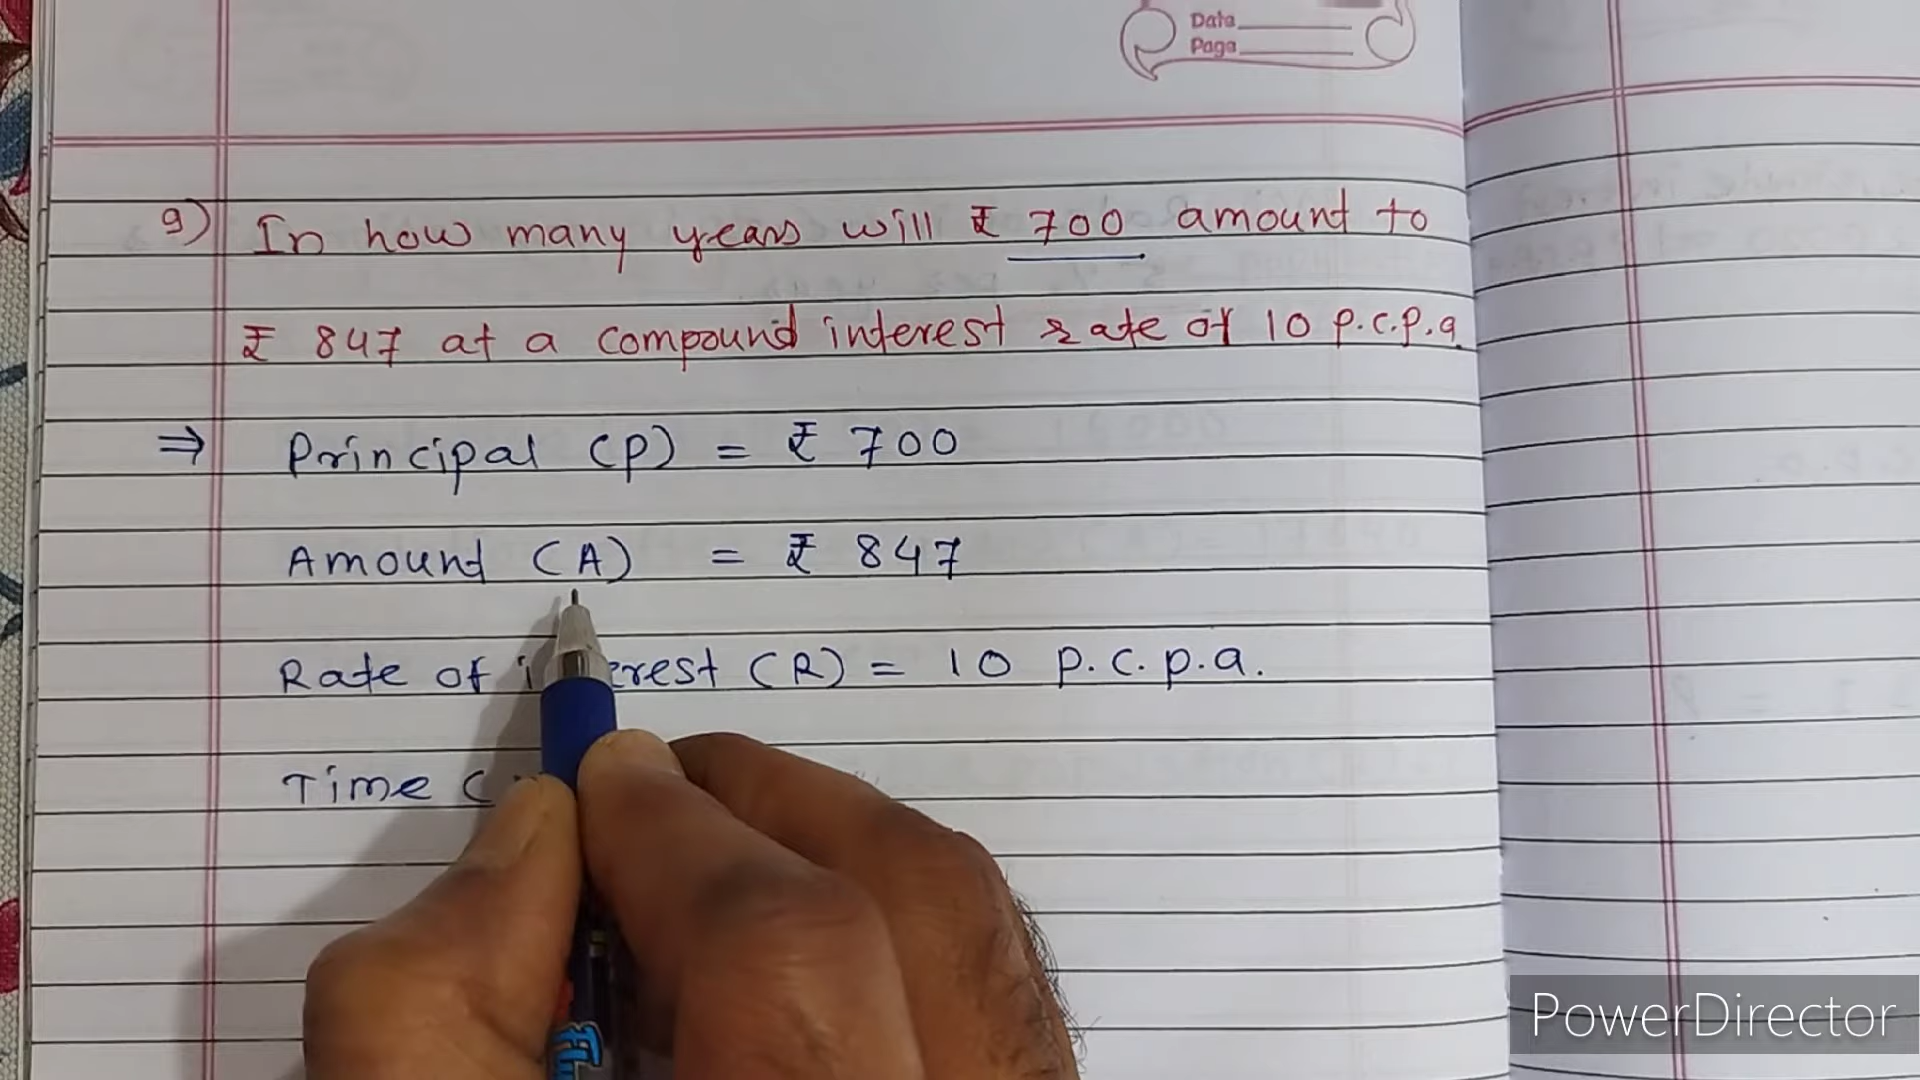 Date
Page
9) In how many years will ₹ 700 amount to
₹ 847 at a compound interest rate of 10 p.c.p.a.
⇒ Principal (P) = ₹ 700
Amount (A) = ₹ 847
Rate of interest (R) = 10 p.c.p.a.
Time (
PowerDirector